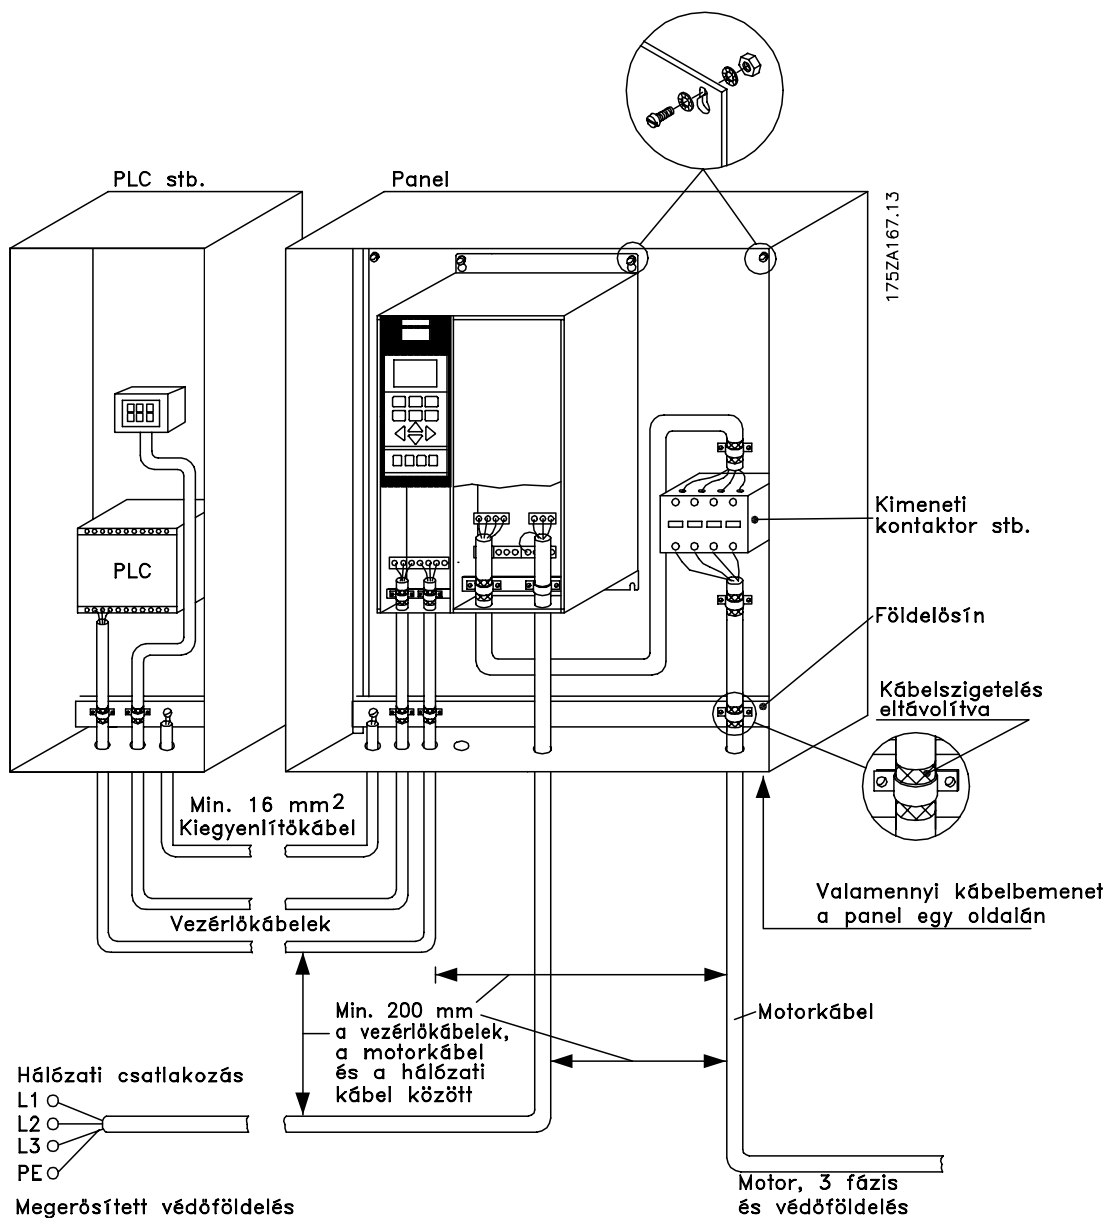 PLC stb.
Panel
175ZA167.13
PLC
Kimeneti
kontaktor stb.
Földelősín
Kábelszigetelés
eltávolítva
Min. 16 mm2
Kiegyenlítőkábel
Valamennyi kábelbemenet
a panel egy oldalán
Vezérlőkábelek
Min. 200 mm
a vezérlőkábelek,
a motorkábel
és a hálózati
kábel között
Motorkábel
Hálózati csatlakozás
L1
L2
L3
PE
Megerősített védőföldelés
Motor, 3 fázis
és védőföldelés